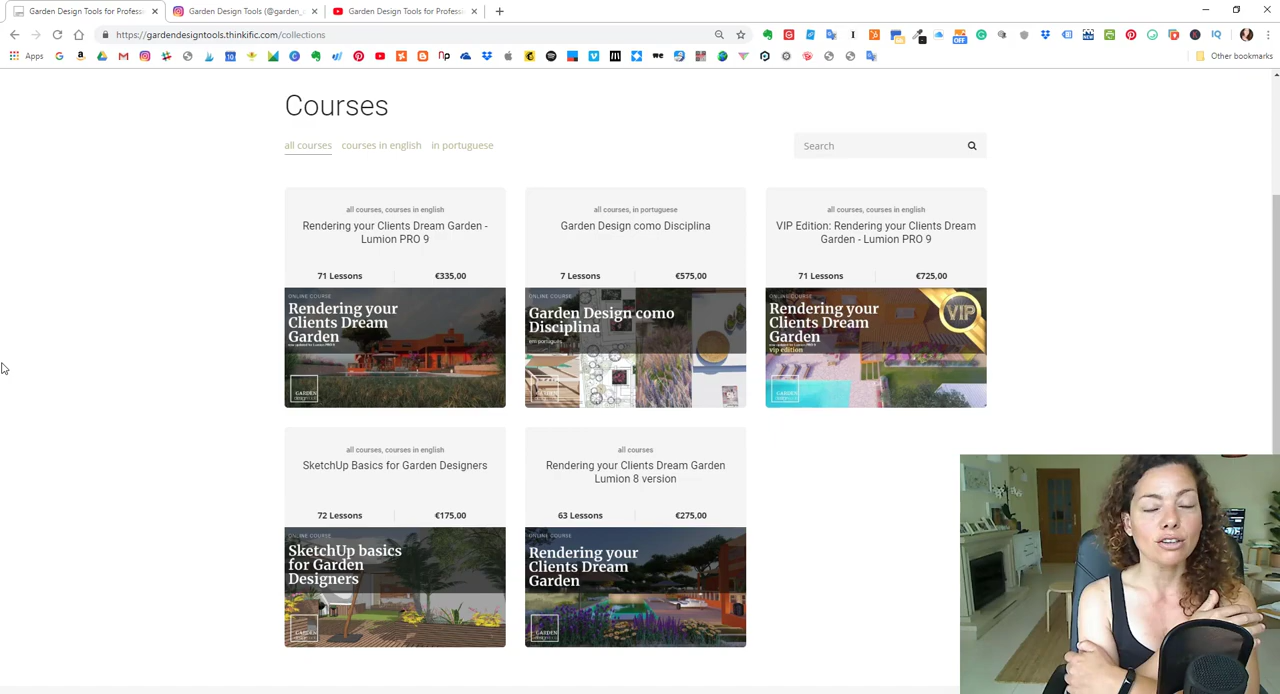 Garden Design Tools for Profess
Garden Design Tools (@garden_
Garden Design Tools for Professi
https://gardendesigntools.thinkific.com/collections
Apps
Other bookmarks
Courses
all courses
courses in english
in portuguese
Search
all courses, courses in english
Rendering your Clients Dream Garden -
Lumion PRO 9
71 Lessons
€335,00
ONLINE COURSE
Rendering your
Clients Dream
Garden
all courses, in portuguese
Garden Design como Disciplina
7 Lessons
€575,00
ONLINE COURSE
Garden Design como
Disciplina
em português
all courses, courses in english
VIP Edition: Rendering your Clients Dream
Garden - Lumion PRO 9
71 Lessons
€725,00
ONLINE COURSE
Rendering your
Clients Dream
Garden
vip edition
VIP
all courses, courses in english
SketchUp Basics for Garden Designers
72 Lessons
€175,00
ONLINE COURSE
SketchUp basics
for Garden
Designers
all courses
Rendering your Clients Dream Garden
Lumion 8 version
63 Lessons
€275,00
ONLINE COURSE
Rendering your
Clients Dream
Garden